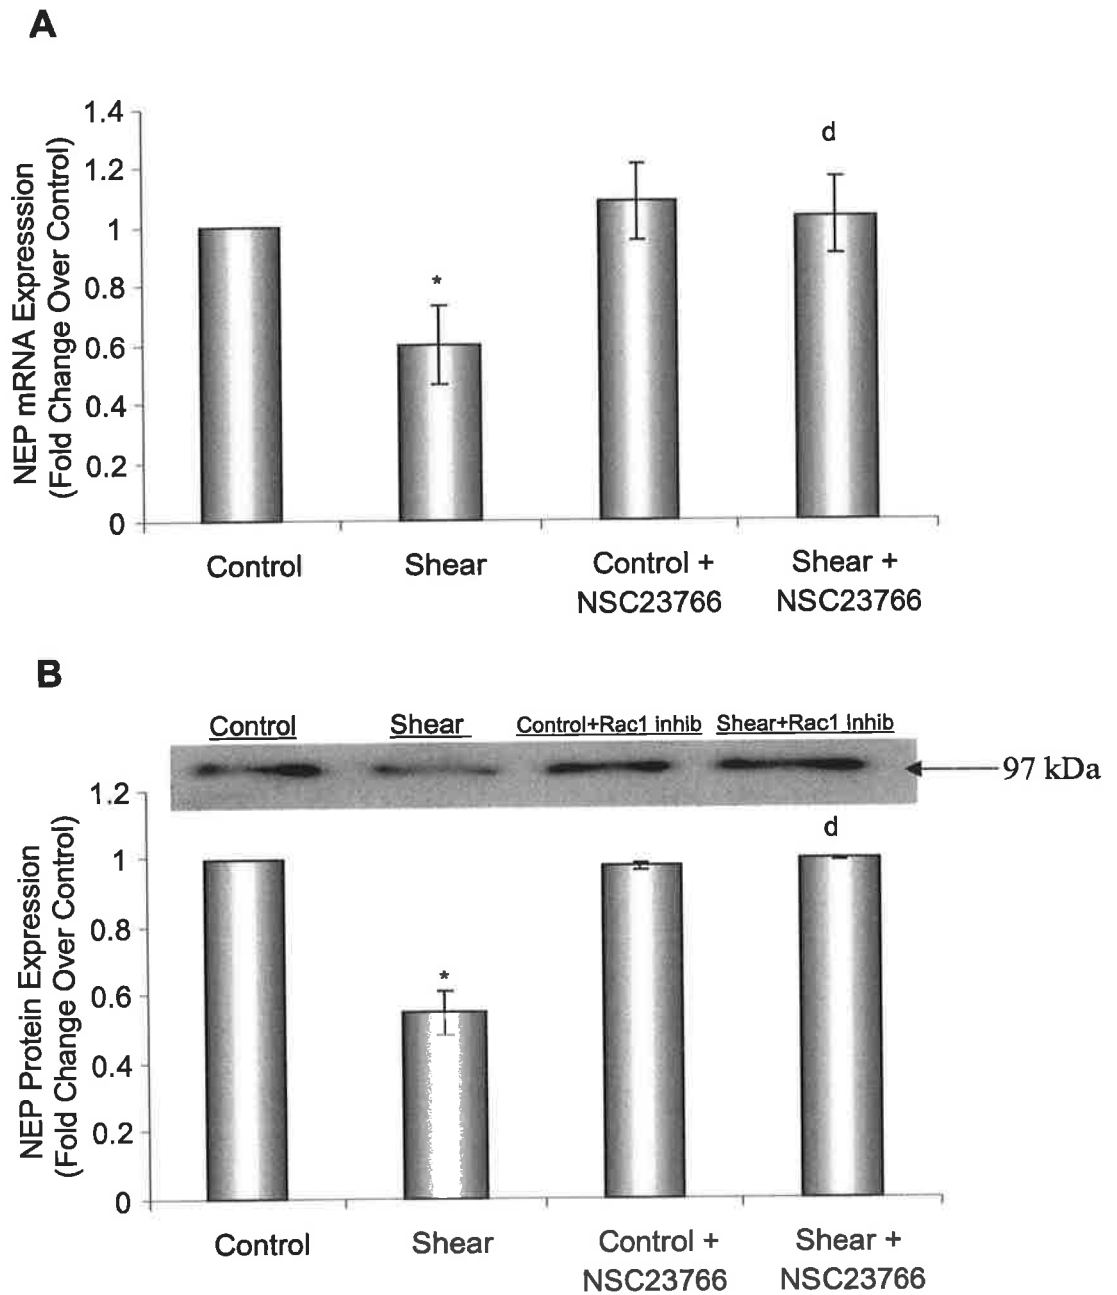 A
NEP mRNA Expresssion
(Fold Change Over Control)
1.4
1.2
1
0.8
0.6
0.4
0.2
0
*
d
Control
Shear
Control +
NSC23766
Shear +
NSC23766
B
Control
Shear
Control+Rac1 inhib
Shear+Rac1 Inhib
97 kDa
NEP Protein Expression
(Fold Change Over Control)
1.2
1
0.8
0.6
0.4
0.2
0
*
d
Control
Shear
Control +
NSC23766
Shear +
NSC23766